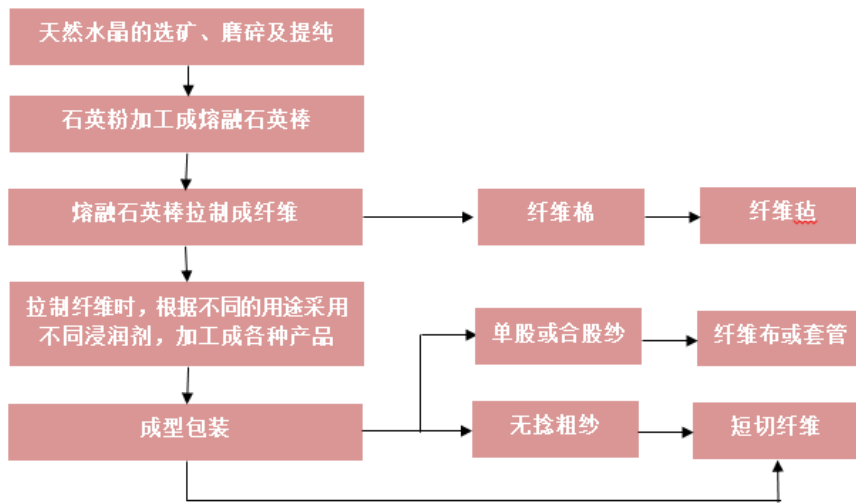 天然水晶的选矿、磨碎及提纯
石英粉加工成熔融石英棒
熔融石英棒拉制成纤维
纤维棉
纤维毡
拉制纤维时，根据不同的用途采用
不同浸润剂，加工成各种产品
单股或合股纱
纤维布或套管
成型包装
无捻粗纱
短切纤维